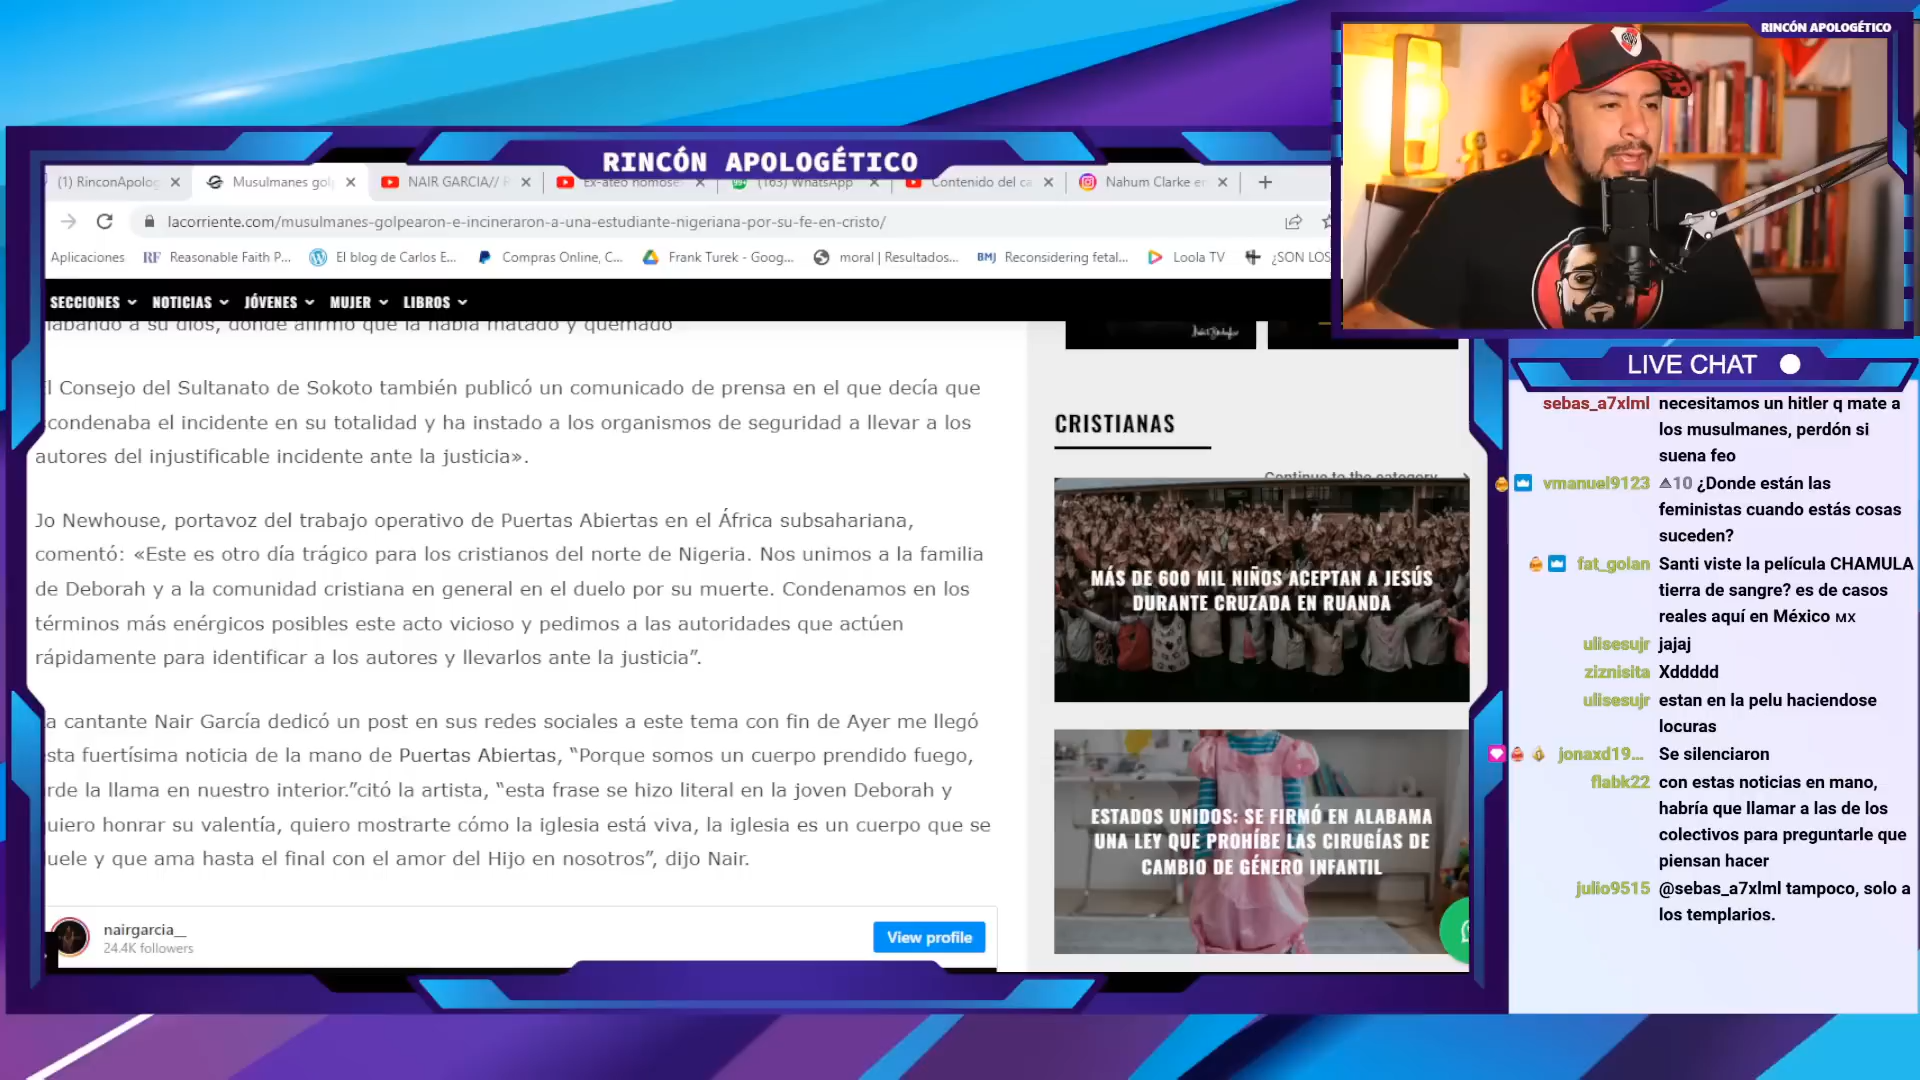 RINCÓN APOLOGÉTICO
RINCÓN APOLOGÉTICO
(1) RinconApolog
Musulmanes gol
NAIR GARCIA//
Ex-ateo homose
(163) WhatsApp
Contenido del ca
Nahum Clarke e
lacorriente.com/musulmanes-golpearon-e-incineraron-a-una-estudiante-nigeriana-por-su-fe-en-cristo/
Aplicaciones
RF Reasonable Faith P...
El blog de Carlos E...
Compras Online, C...
Frank Turek - Goog...
moral | Resultados...
BMJ Reconsidering fetal...
Loola TV
¿SON LOS
SECCIONES NOTICIAS JÓVENES MUJER LIBROS
labando a su dios, donde afirmó que la había matado y quemado
l Consejo del Sultanato de Sokoto también publicó un comunicado de prensa en el que decía que
condenaba el incidente en su totalidad y ha instado a los organismos de seguridad a llevar a los
autores del injustificable incidente ante la justicia».
Jo Newhouse, portavoz del trabajo operativo de Puertas Abiertas en el África subsahariana,
comentó: «Este es otro día trágico para los cristianos del norte de Nigeria. Nos unimos a la familia
de Deborah y a la comunidad cristiana en general en el duelo por su muerte. Condenamos en los
términos más enérgicos posibles este acto vicioso y pedimos a las autoridades que actúen
rápidamente para identificar a los autores y llevarlos ante la justicia”.
a cantante Nair García dedicó un post en sus redes sociales a este tema con fin de Ayer me llegó
sta fuertísima noticia de la mano de Puertas Abiertas, “Porque somos un cuerpo prendido fuego,
rde la llama en nuestro interior.”citó la artista, “esta frase se hizo literal en la joven Deborah y
uiero honrar su valentía, quiero mostrarte cómo la iglesia está viva, la iglesia es un cuerpo que se
uele y que ama hasta el final con el amor del Hijo en nosotros”, dijo Nair.
nairgarcia__
24.4K followers
View profile
CRISTIANAS
Continue to the category
MÁS DE 600 MIL NIÑOS ACEPTAN A JESÚS
DURANTE CRUZADA EN RUANDA
ESTADOS UNIDOS: SE FIRMÓ EN ALABAMA
UNA LEY QUE PROHÍBE LAS CIRUGÍAS DE
CAMBIO DE GÉNERO INFANTIL
LIVE CHAT
sebas_a7xlml necesitamos un hitler q mate a
los musulmanes, perdón si
suena feo
vmanuel9123 10 ¿Donde están las
feministas cuando estás cosas
suceden?
fat_golan Santi viste la película CHAMULA
tierra de sangre? es de casos
reales aquí en México MX
ulisesujr jajaj
ziznisita Xddddd
ulisesujr estan en la pelu haciendose
locuras
jonaxd19... Se silenciaron
flabk22 con estas noticias en mano,
habría que llamar a las de los
colectivos para preguntarle que
piensan hacer
julio9515 @sebas_a7xlml tampoco, solo a
los templarios.